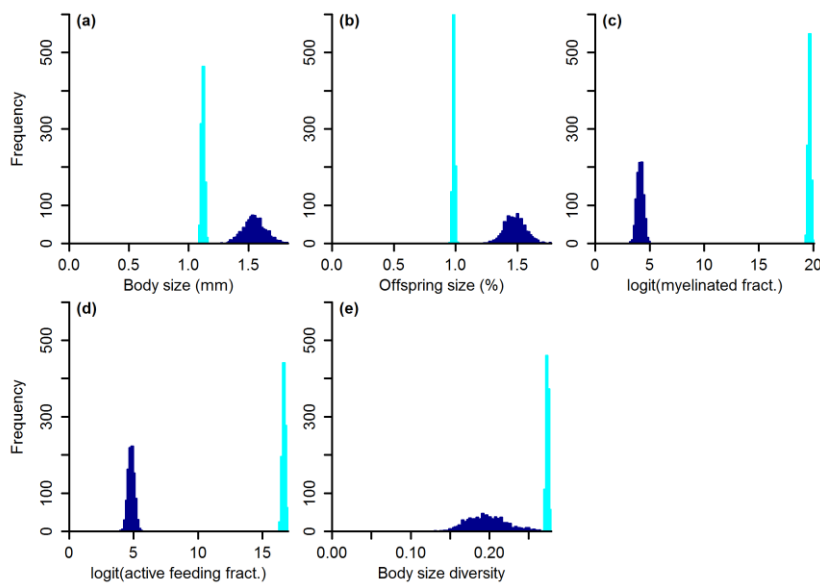 (a)
Frequency
500
300
100
0
0.0 0.5 1.0 1.5
Body size (mm)
(b)
500
300
100
0
0.0 0.5 1.0 1.5
Offspring size (%)
(c)
500
300
100
0
0 5 10 15 20
logit(myelinated fract.)
(d)
Frequency
500
300
100
0
0 5 10 15
logit(active feeding fract.)
(e)
500
300
100
0
0.00 0.10 0.20
Body size diversity